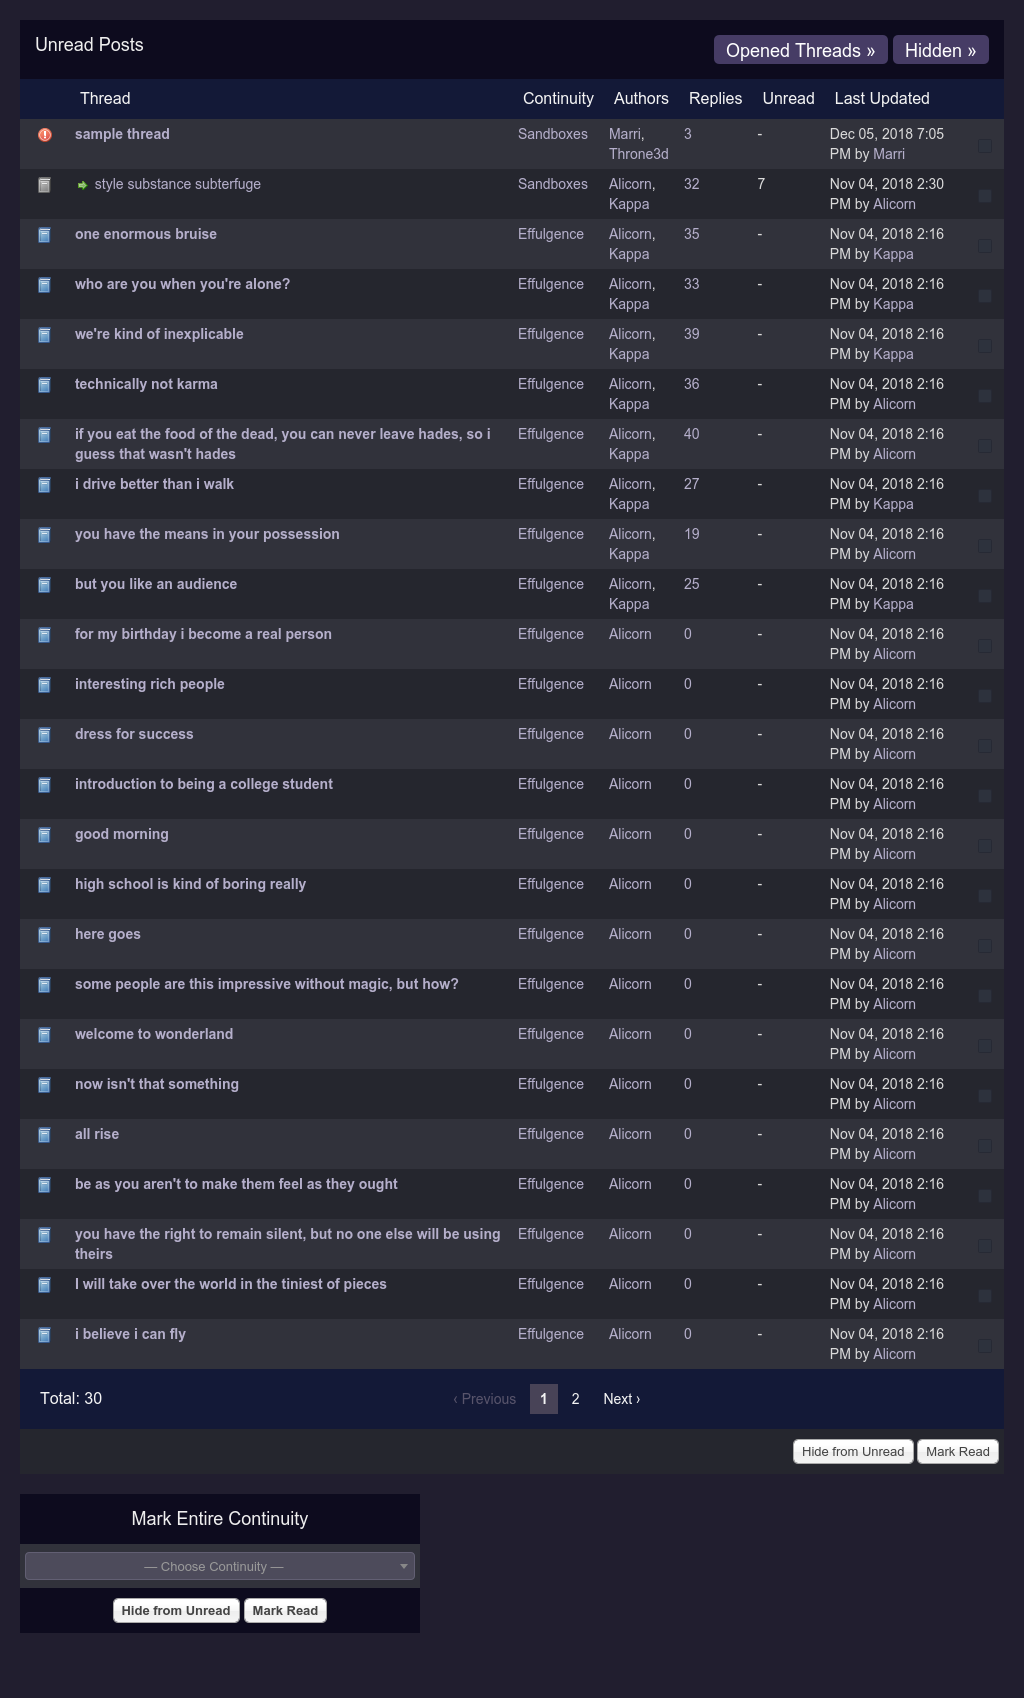 Unread Posts
Opened Threads » Hidden »
Thread Continuity Authors Replies Unread Last Updated
sample thread Sandboxes Marri, 3 - Dec 05, 2018 7:05
Throne3d PM by Marri
style substance subterfuge Sandboxes Alicorn, 32 7 Nov 04, 2018 2:30
Kappa PM by Alicorn
one enormous bruise Effulgence Alicorn, 35 - Nov 04, 2018 2:16
Kappa PM by Kappa
who are you when you're alone? Effulgence Alicorn, 33 - Nov 04, 2018 2:16
Kappa PM by Kappa
we're kind of inexplicable Effulgence Alicorn, 39 - Nov 04, 2018 2:16
Kappa PM by Kappa
technically not karma Effulgence Alicorn, 36 - Nov 04, 2018 2:16
Kappa PM by Alicorn
if you eat the food of the dead, you can never leave hades, so i Effulgence Alicorn, 40 - Nov 04, 2018 2:16
guess that wasn't hades Kappa PM by Alicorn
i drive better than i walk Effulgence Alicorn, 27 - Nov 04, 2018 2:16
Kappa PM by Kappa
you have the means in your possession Effulgence Alicorn, 19 - Nov 04, 2018 2:16
Kappa PM by Alicorn
but you like an audience Effulgence Alicorn, 25 - Nov 04, 2018 2:16
Kappa PM by Kappa
for my birthday i become a real person Effulgence Alicorn 0 - Nov 04, 2018 2:16
PM by Alicorn
interesting rich people Effulgence Alicorn 0 - Nov 04, 2018 2:16
PM by Alicorn
dress for success Effulgence Alicorn 0 - Nov 04, 2018 2:16
PM by Alicorn
introduction to being a college student Effulgence Alicorn 0 - Nov 04, 2018 2:16
PM by Alicorn
good morning Effulgence Alicorn 0 - Nov 04, 2018 2:16
PM by Alicorn
high school is kind of boring really Effulgence Alicorn 0 - Nov 04, 2018 2:16
PM by Alicorn
here goes Effulgence Alicorn 0 - Nov 04, 2018 2:16
PM by Alicorn
some people are this impressive without magic, but how? Effulgence Alicorn 0 - Nov 04, 2018 2:16
PM by Alicorn
welcome to wonderland Effulgence Alicorn 0 - Nov 04, 2018 2:16
PM by Alicorn
now isn't that something Effulgence Alicorn 0 - Nov 04, 2018 2:16
PM by Alicorn
all rise Effulgence Alicorn 0 - Nov 04, 2018 2:16
PM by Alicorn
be as you aren't to make them feel as they ought Effulgence Alicorn 0 - Nov 04, 2018 2:16
PM by Alicorn
you have the right to remain silent, but no one else will be using Effulgence Alicorn 0 - Nov 04, 2018 2:16
theirs PM by Alicorn
I will take over the world in the tiniest of pieces Effulgence Alicorn 0 - Nov 04, 2018 2:16
PM by Alicorn
i believe i can fly Effulgence Alicorn 0 - Nov 04, 2018 2:16
PM by Alicorn
Total: 30 ‹ Previous 1 2 Next ›
Hide from Unread Mark Read
Mark Entire Continuity
— Choose Continuity —
Hide from Unread Mark Read